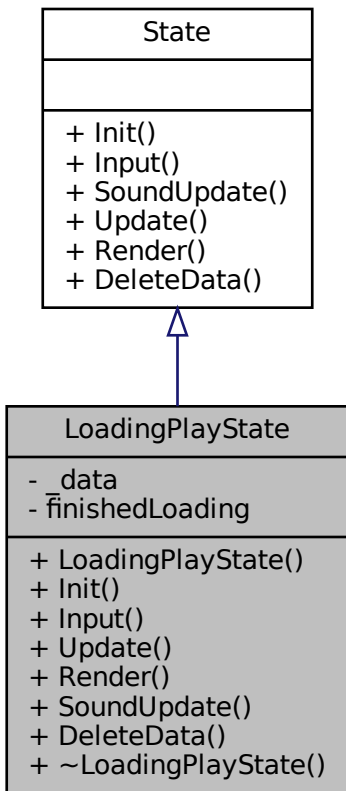 State
+ Init()
+ Input()
+ SoundUpdate()
+ Update()
+ Render()
+ DeleteData()
LoadingPlayState
- _data
- finishedLoading
+ LoadingPlayState()
+ Init()
+ Input()
+ Update()
+ Render()
+ SoundUpdate()
+ DeleteData()
+ ~LoadingPlayState()